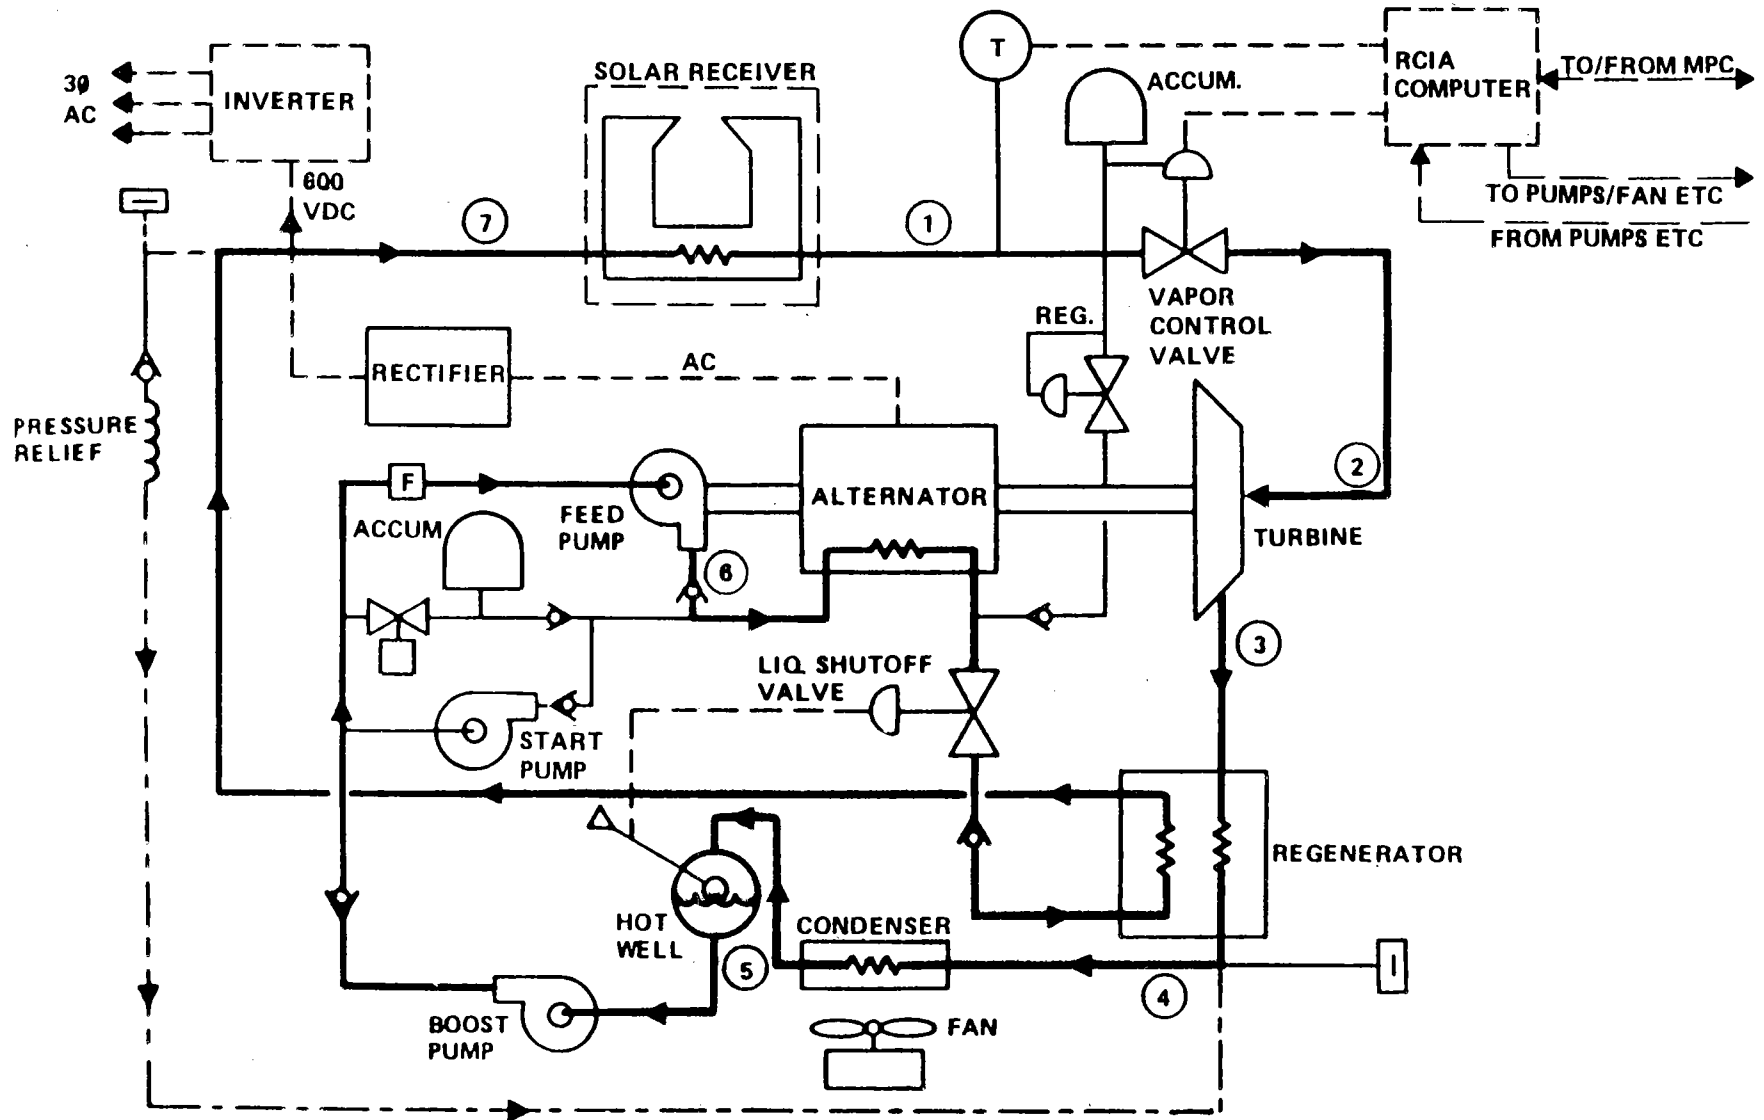 SOLAR RECEIVER
T
RCIA
COMPUTER
TO/FROM MPC
3φ
AC
INVERTER
ACCUM.
600
VDC
TO PUMPS/FAN ETC
FROM PUMPS ETC
7
1
VAPOR
CONTROL
VALVE
REG.
RECTIFIER
AC
PRESSURE
RELIEF
F
ACCUM
FEED
PUMP
ALTERNATOR
2
TURBINE
6
3
LIQ. SHUTOFF
VALVE
START
PUMP
REGENERATOR
HOT
WELL
5
CONDENSER
4
BOOST
PUMP
FAN